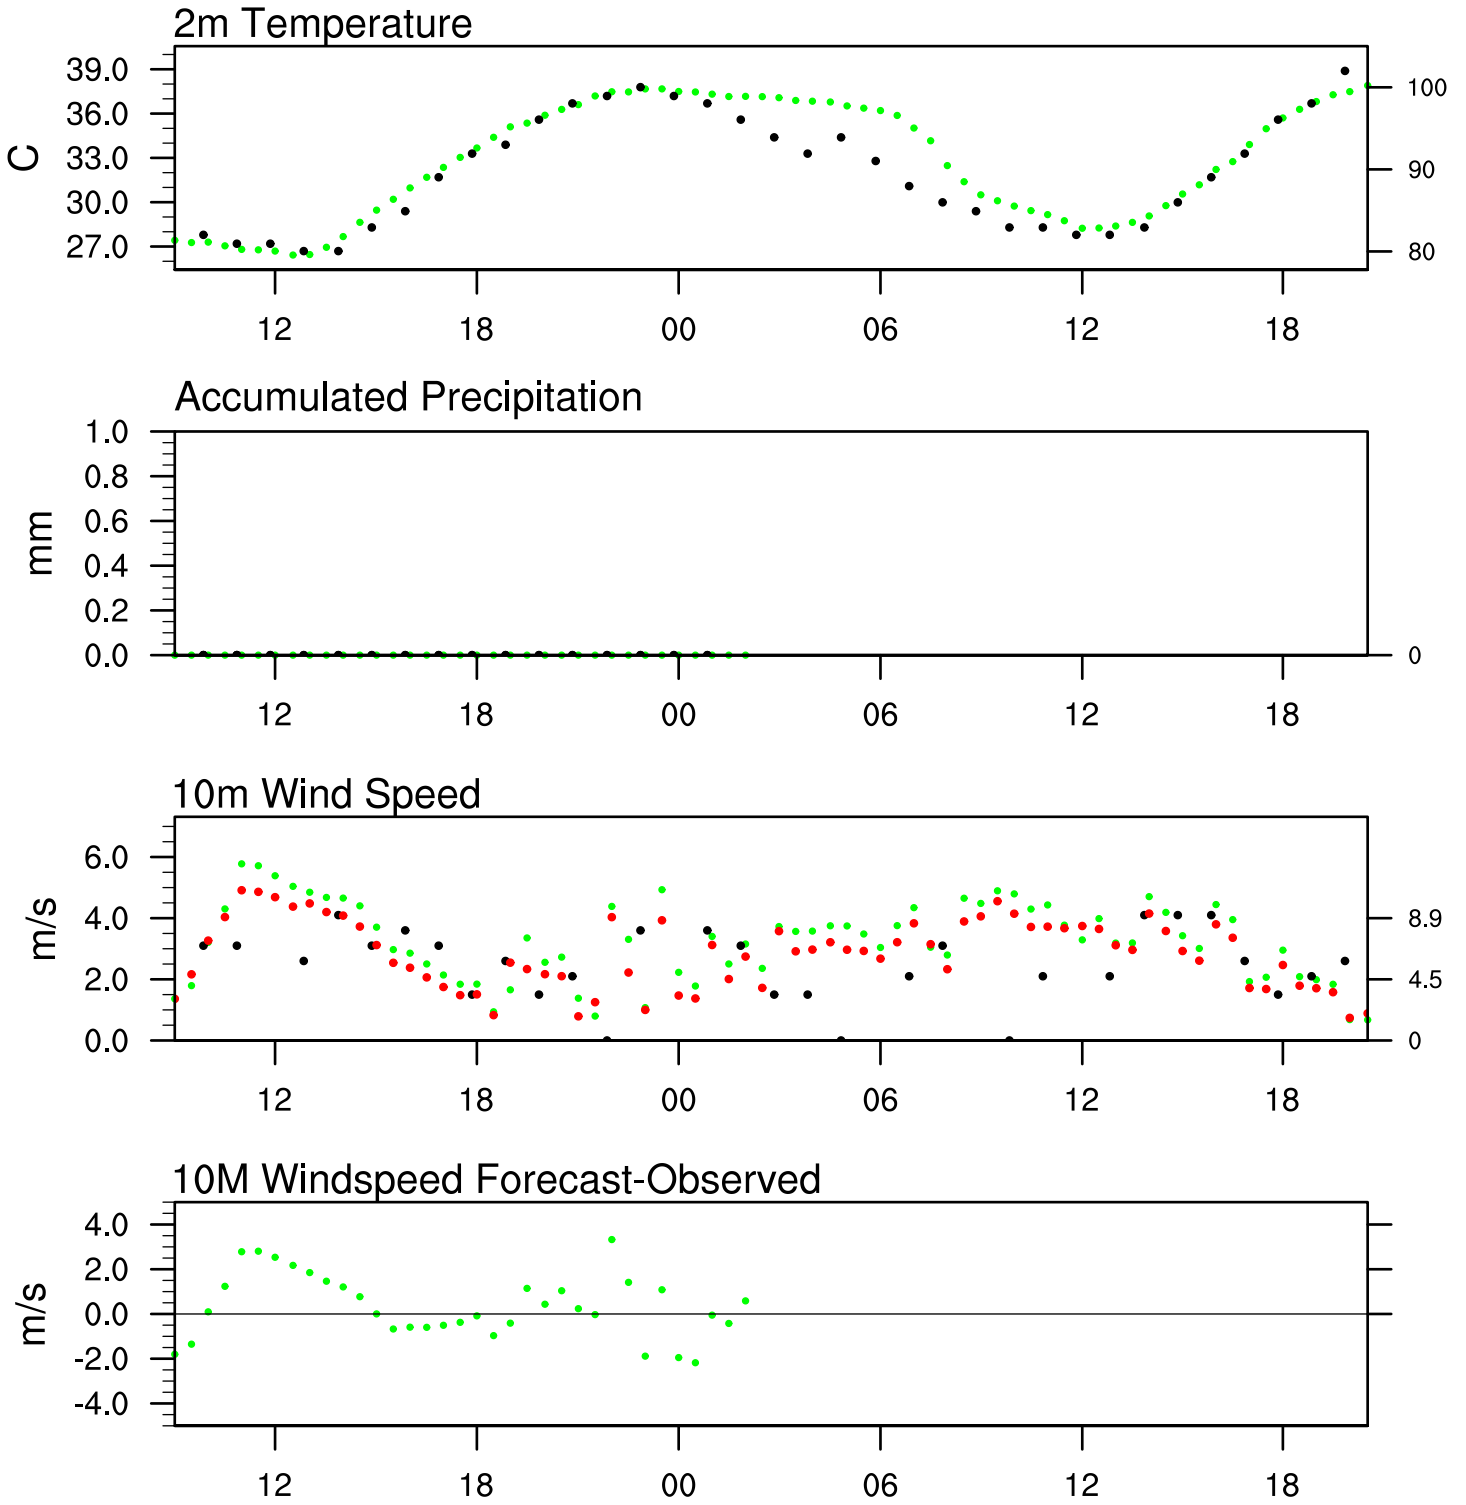 2m Temperature
39.0
36.0
33.0
30.0
27.0
C
100
90
80
12 18 00 06 12 18
Accumulated Precipitation
1.0
0.8
0.6
0.4
0.2
0.0
mm
0
12 18 00 06 12 18
10m Wind Speed
6.0
4.0
2.0
0.0
m/s
8.9
4.5
0
12 18 00 06 12 18
10M Windspeed Forecast-Observed
4.0
2.0
0.0
-2.0
-4.0
m/s
12 18 00 06 12 18